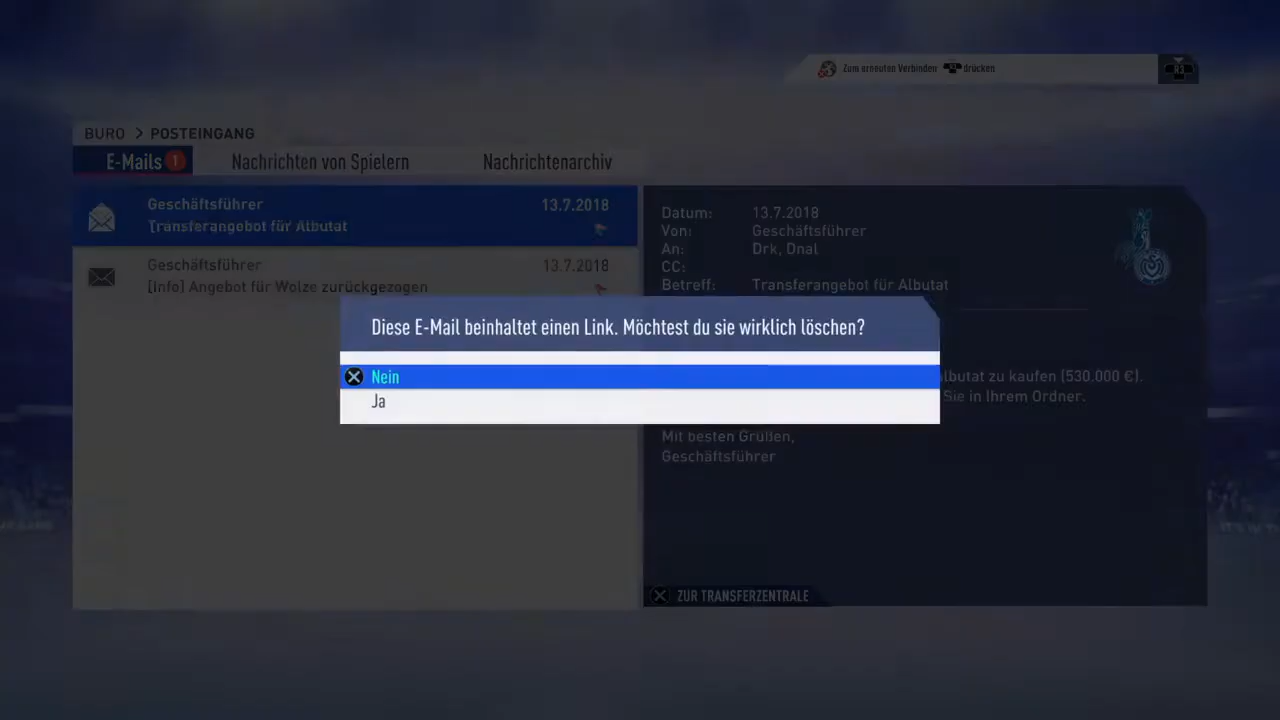 Zum erneuten Verbinden R3 drücken
R3
BÜRO > POSTEINGANG
E-Mails 1
Nachrichten von Spielern
Nachrichtenarchiv
Geschäftsführer 13.7.2018
Transferangebot für Albutat
Geschäftsführer 13.7.2018
[Info] Angebot für Wolze zurückgezogen
Datum: 13.7.2018
Von: Geschäftsführer
An: Drk, Dnal
CC:
Betreff: Transferangebot für Albutat
Diese E-Mail beinhaltet einen Link. Möchtest du sie wirklich löschen?
Nein
Ja
lbutat zu kaufen (530.000 €).
Sie in Ihrem Ordner.
Mit besten Grüßen,
Geschäftsführer
ZUR TRANSFERZENTRALE